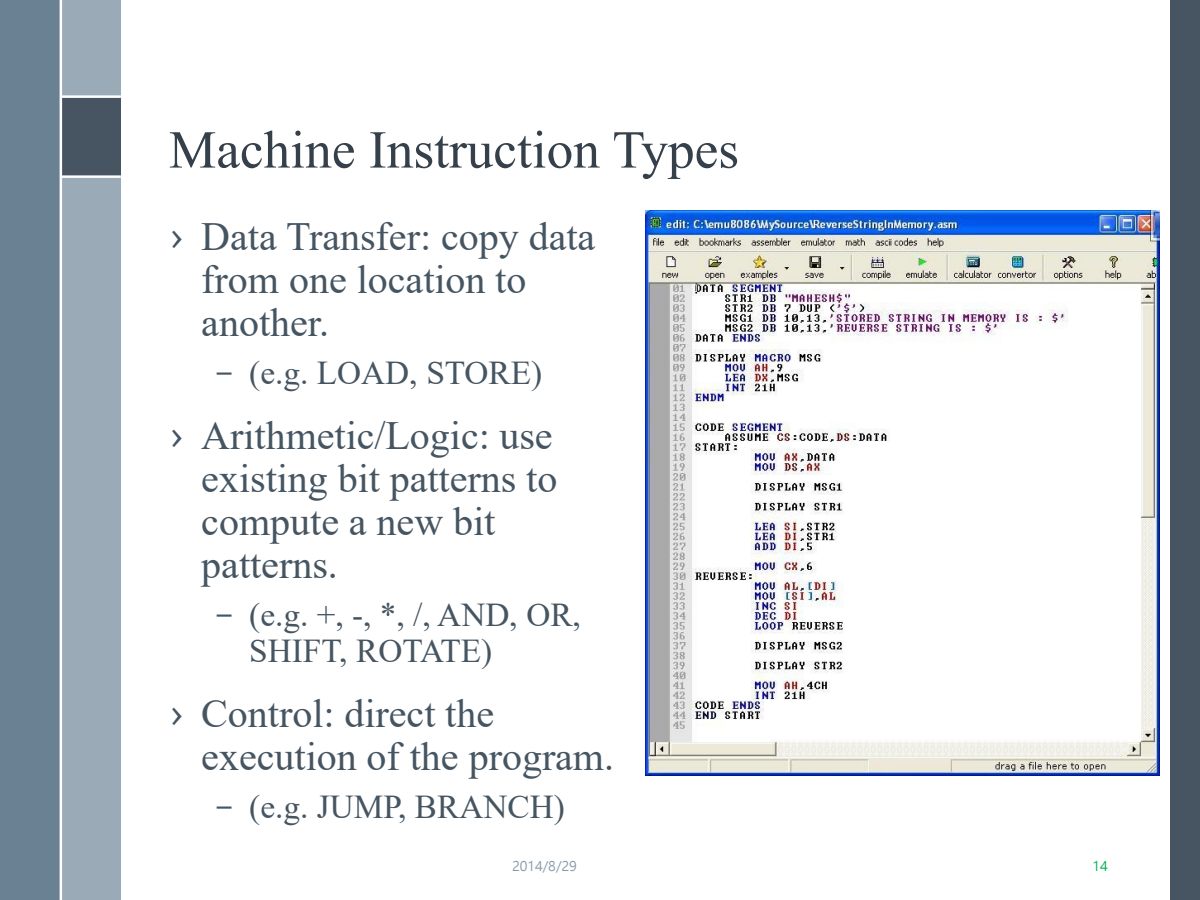 Machine Instruction Types
› Data Transfer: copy data
from one location to
another.
– (e.g. LOAD, STORE)
› Arithmetic/Logic: use
existing bit patterns to
compute a new bit
patterns.
– (e.g. +, -, *, /, AND, OR,
SHIFT, ROTATE)
› Control: direct the
execution of the program.
– (e.g. JUMP, BRANCH)
edit: C:\emu8086\MySource\ReverseStringInMemory.asm
file edit bookmarks assembler emulator math ascii codes help
new open examples save compile emulate calculator convertor options help ab
01 DATA SEGMENT
02 STR1 DB "MAHESH$"
03 STR2 DB 7 DUP ('$')
04 MSG1 DB 10,13,'STORED STRING IN MEMORY IS : $'
05 MSG2 DB 10,13,'REVERSE STRING IS : $'
06 DATA ENDS
07
08 DISPLAY MACRO MSG
09 MOV AH,9
10 LEA DX,MSG
11 INT 21H
12 ENDM
13
14
15 CODE SEGMENT
16 ASSUME CS:CODE,DS:DATA
17 START:
18 MOV AX,DATA
19 MOV DS,AX
20
21 DISPLAY MSG1
22
23 DISPLAY STR1
24
25 LEA SI,STR2
26 LEA DI,STR1
27 ADD DI,5
28
29 MOV CX,6
30 REVERSE:
31 MOV AL,[DI]
32 MOV [SI],AL
33 INC SI
34 DEC DI
35 LOOP REVERSE
36
37 DISPLAY MSG2
38
39 DISPLAY STR2
40
41 MOV AH,4CH
42 INT 21H
43 CODE ENDS
44 END START
45
drag a file here to open
2014/8/29
14